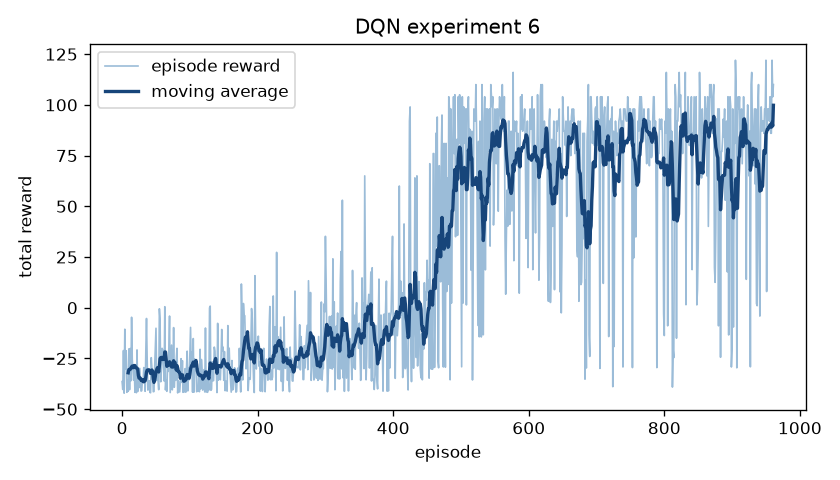 DQN experiment 6
episode reward
moving average
total reward
125
100
75
50
25
0
−25
−50
0 200 400 600 800 1000
episode